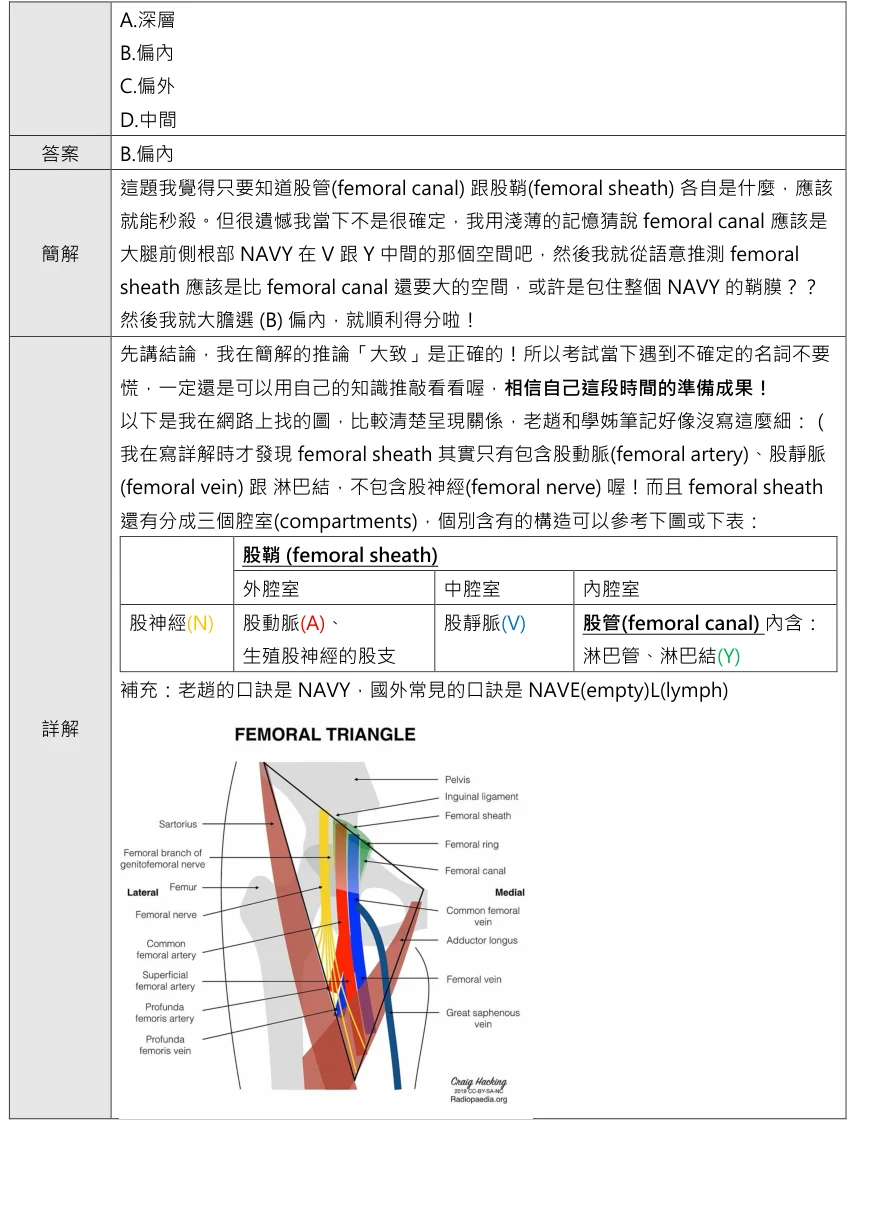 A.深層
B.偏內
C.偏外
D.中間
答案
B.偏內
簡解
這題我覺得只要知道股管(femoral canal) 跟股鞘(femoral sheath) 各自是什麼，應該
就能秒殺。但很遺憾我當下不是很確定，我用淺薄的記憶猜說 femoral canal 應該是
大腿前側根部 NAVY 在 V 跟 Y 中間的那個空間吧，然後我就從語意推測 femoral
sheath 應該是比 femoral canal 還要大的空間，或許是包住整個 NAVY 的鞘膜？？
然後我就大膽選 (B) 偏內，就順利得分啦！
詳解
先講結論，我在簡解的推論「大致」是正確的！所以考試當下遇到不確定的名詞不要
慌，一定還是可以用自己的知識推敲看看喔，相信自己這段時間的準備成果！
以下是我在網路上找的圖，比較清楚呈現關係，老趙和學姊筆記好像沒寫這麼細：（
我在寫詳解時才發現 femoral sheath 其實只有包含股動脈(femoral artery)、股靜脈
(femoral vein) 跟 淋巴結，不包含股神經(femoral nerve) 喔！而且 femoral sheath
還有分成三個腔室(compartments)，個別含有的構造可以參考下圖或下表：
股鞘 (femoral sheath)
外腔室
中腔室
內腔室
股神經(N)
股動脈(A)、
生殖股神經的股支
股靜脈(V)
股管(femoral canal) 內含：
淋巴管、淋巴結(Y)
補充：老趙的口訣是 NAVY，國外常見的口訣是 NAVE(empty)L(lymph)
FEMORAL TRIANGLE
Pelvis
Inguinal ligament
Femoral sheath
Femoral ring
Femoral canal
Medial
Common femoral
vein
Adductor longus
Femoral vein
Great saphenous
vein
Sartorius
Femoral branch of
genitofemoral nerve
Lateral
Femur
Femoral nerve
Common
femoral artery
Superficial
femoral artery
Profunda
femoris artery
Profunda
femoris vein
Craig Hacking
2019 CC-BY-SA-NC
Radiopaedia.org